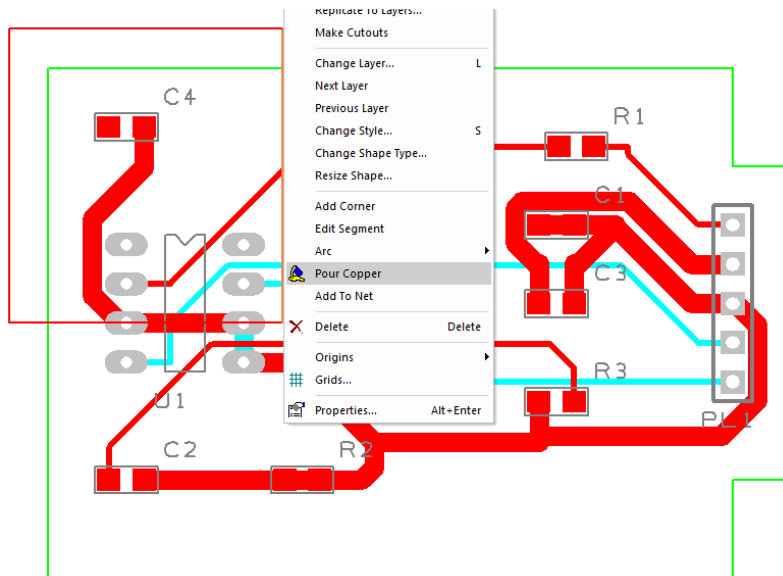 Replicate To Layers...
Make Cutouts
Change Layer... L
Next Layer
Previous Layer
Change Style... S
Change Shape Type...
Resize Shape...
Add Corner
Edit Segment
Arc
Pour Copper
Add To Net
Delete Delete
Origins
Grids...
Properties... Alt+Enter
C4
R1
C1
C3
U1
R3
PL1
C2
R2